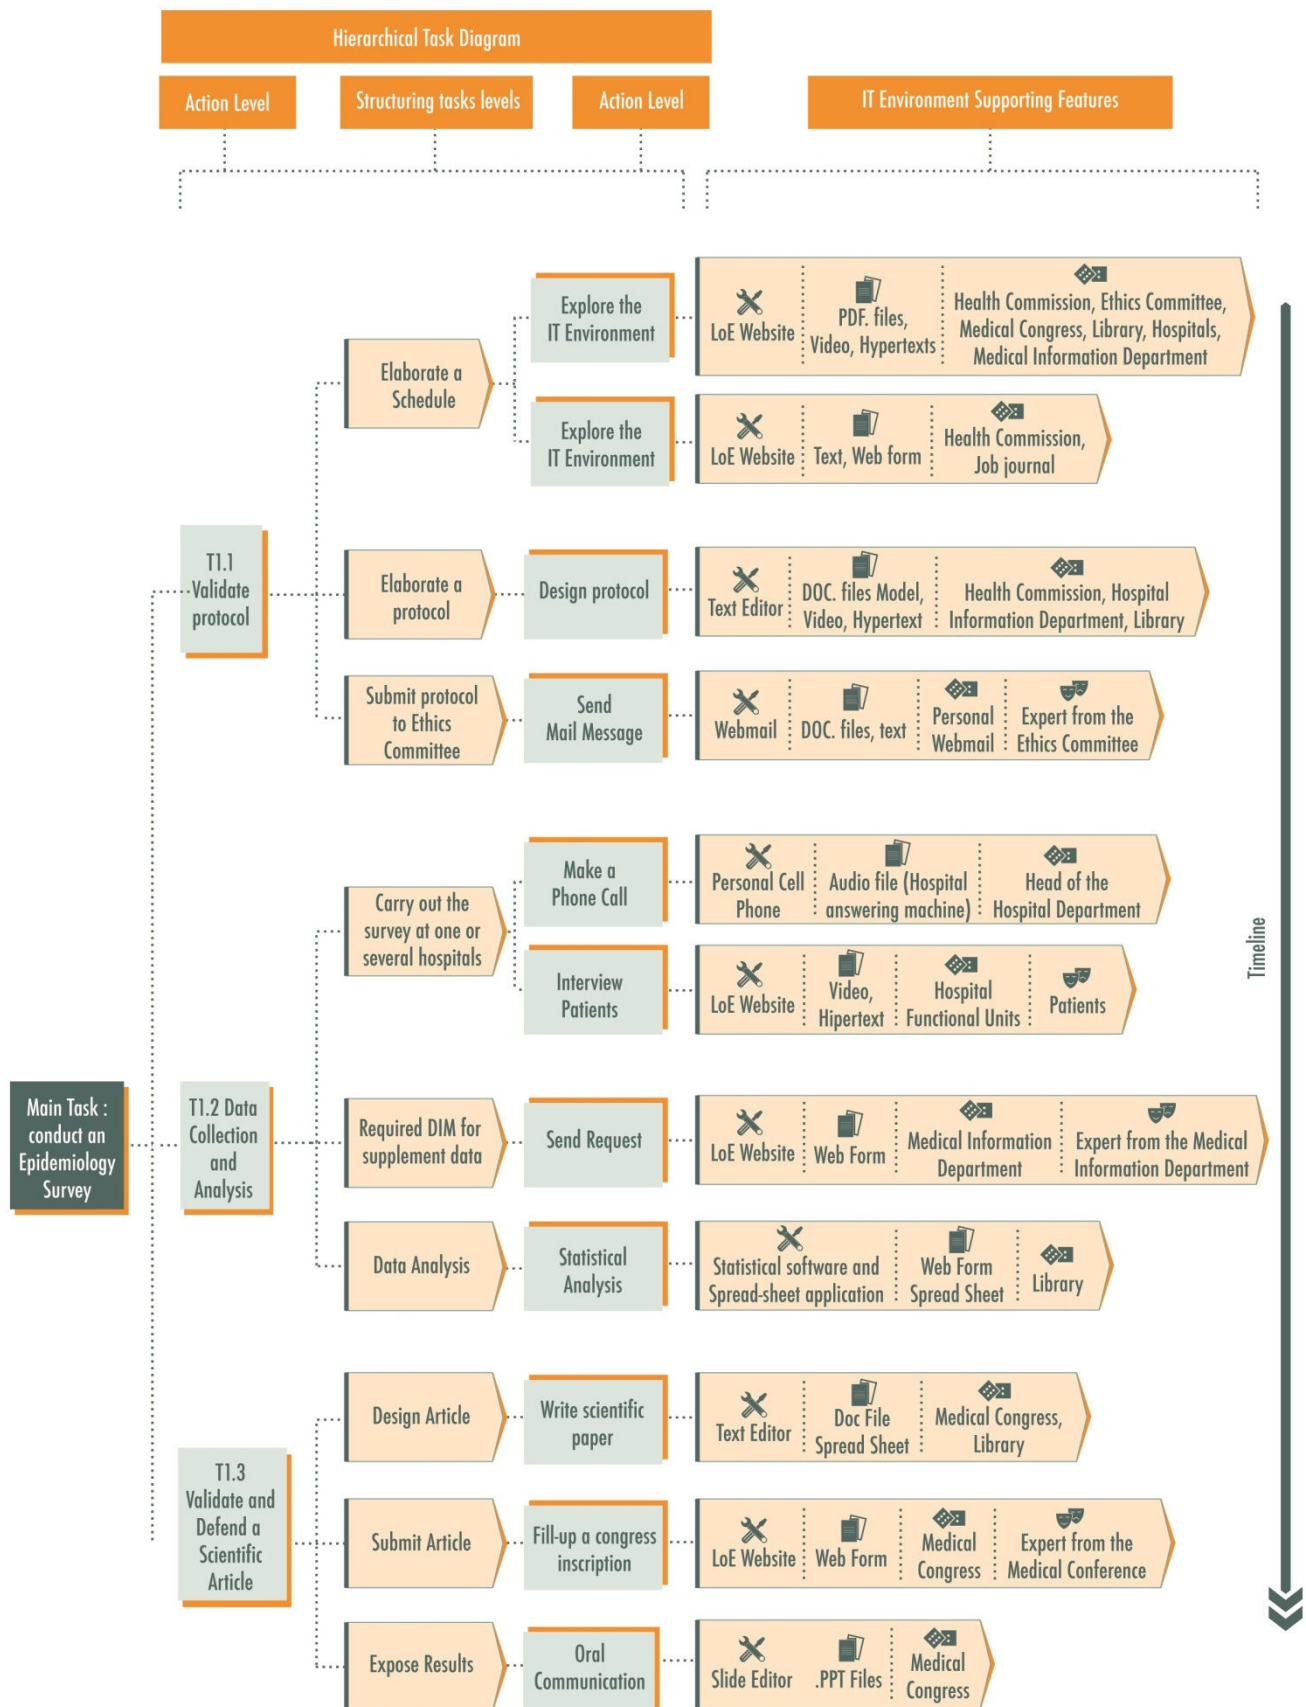 Hierarchical Task Diagram
Action Level
Structuring tasks levels
Action Level
IT Environment Supporting Features
Explore the
IT Environment
LoE Website
PDF. files,
Video, Hypertexts
Health Commission, Ethics Committee,
Medical Congress, Library, Hospitals,
Medical Information Department
Elaborate a
Schedule
Explore the
IT Environment
LoE Website
Text, Web form
Health Commission,
Job journal
T1.1
Validate
protocol
Elaborate a
protocol
Design protocol
Text Editor
DOC. files Model,
Video, Hypertext
Health Commission, Hospital
Information Department, Library
Submit protocol
to Ethics
Committee
Send
Mail Message
Webmail
DOC. files, text
Personal
Webmail
Expert from the
Ethics Committee
Make a
Phone Call
Personal Cell
Phone
Audio file (Hospital
answering machine)
Head of the
Hospital Department
Carry out the
survey at one or
several hospitals
Interview
Patients
LoE Website
Video,
Hipertext
Hospital
Functional Units
Patients
Timeline
Main Task :
conduct an
Epidemiology
Survey
T1.2 Data
Collection
and
Analysis
Required DIM for
supplement data
Send Request
LoE Website
Web Form
Medical Information
Department
Expert from the Medical
Information Department
Data Analysis
Statistical
Analysis
Statistical software and
Spread-sheet application
Web Form
Spread Sheet
Library
Design Article
Write scientific
paper
Text Editor
Doc File
Spread Sheet
Medical Congress,
Library
T1.3
Validate and
Defend a
Scientific
Article
Submit Article
Fill-up a congress
inscription
LoE Website
Web Form
Medical
Congress
Expert from the
Medical Conference
Expose Results
Oral
Communication
Slide Editor
.PPT Files
Medical
Congress